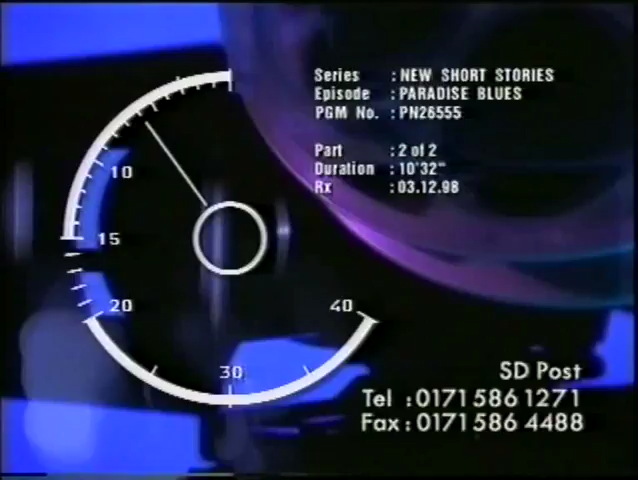 Series : NEW SHORT STORIES
Episode : PARADISE BLUES
PGM No. : PN26555
Part : 2 of 2
Duration : 10'32"
Rx : 03.12.98
10
15
20
30
40
SD Post
Tel : 0171 586 1271
Fax : 0171 586 4488